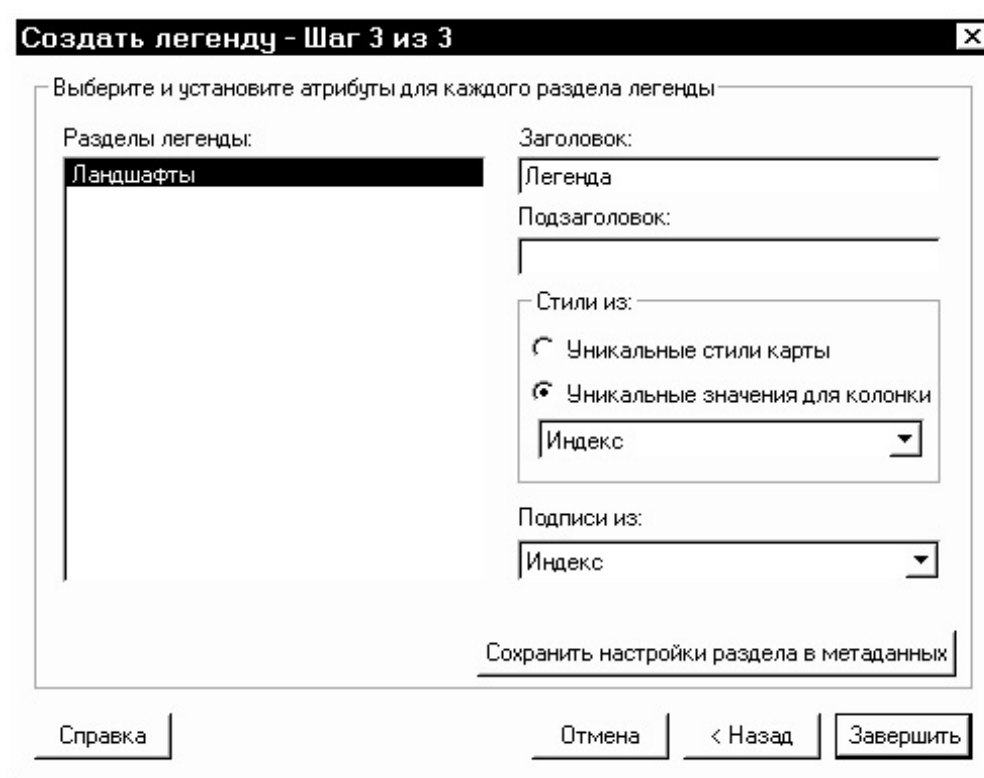 Создать легенду - Шаг 3 из 3
Выберите и установите атрибуты для каждого раздела легенды
Разделы легенды:
Ландшафты
Заголовок:
Легенда
Подзаголовок:
Стили из:
Уникальные стили карты
Уникальные значения для колонки
Индекс
Подписи из:
Индекс
Сохранить настройки раздела в метаданных
Справка
Отмена
< Назад
Завершить